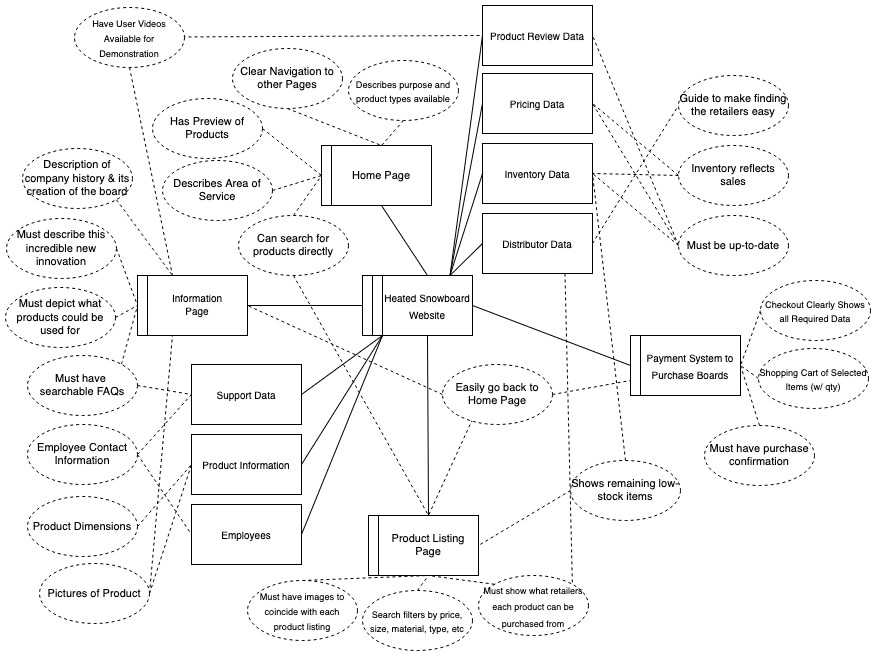 Have User Videos
Available for
Demonstration
Product Review Data
Clear Navigation to
other Pages
Describes purpose and
product types available
Pricing Data
Guide to make finding
the retailers easy
Has Preview of
Products
Home Page
Inventory Data
Inventory reflects
sales
Description of
company history & its
creation of the board
Describes Area of
Service
Must describe this
incredible new
innovation
Can search for
products directly
Distributor Data
Must be up-to-date
Information
Page
Heated Snowboard
Website
Must depict what
products could be
used for
Checkout Clearly Shows
all Required Data
Payment System to
Purchase Boards
Must have
searchable FAQs
Support Data
Easily go back to
Home Page
Shopping Cart of Selected
Items (w/ qty)
Employee Contact
Information
Product Information
Must have purchase
confirmation
Shows remaining low-
stock items
Product Dimensions
Employees
Product Listing
Page
Pictures of Product
Must have images to
coincide with each
product listing
Search filters by price,
size, material, type, etc
Must show what retailers
each product can be
purchased from